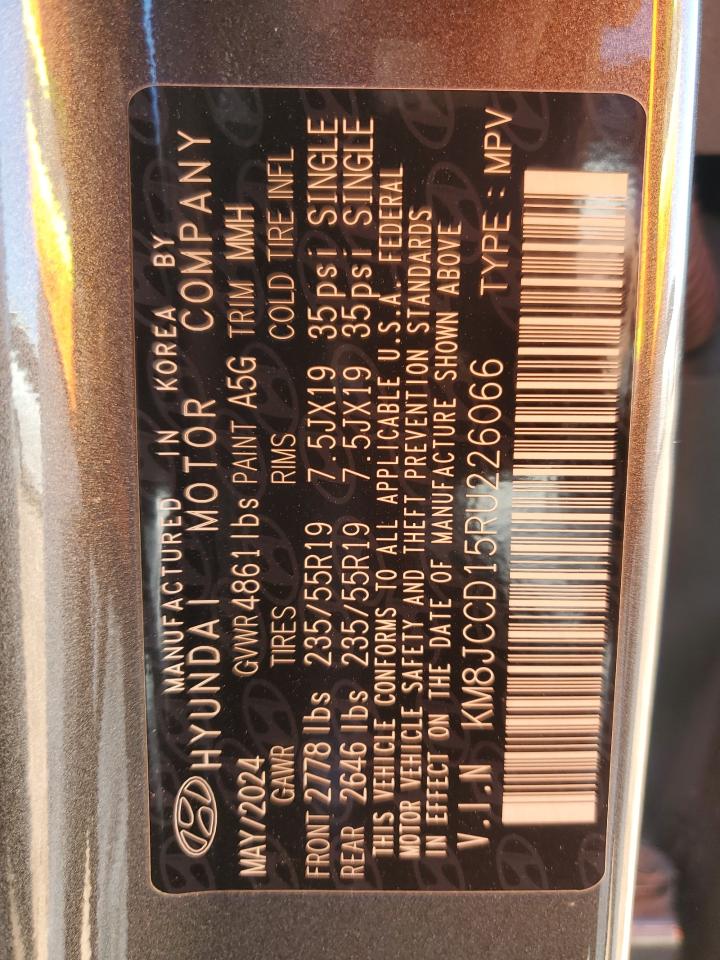 MANUFACTURED IN KOREA BY
HYUNDAI MOTOR COMPANY
MAY/2024 GVWR 4861 lbs PAINT A5G TRIM MMH
GAWR TIRES RIMS COLD TIRE INFL
FRONT 2778 lbs 235/55R19 7.5JX19 35psi SINGLE
REAR 2646 lbs 235/55R19 7.5JX19 35psi SINGLE
THIS VEHICLE CONFORMS TO ALL APPLICABLE U.S.A. FEDERAL
MOTOR VEHICLE SAFETY AND THEFT PREVENTION STANDARDS
IN EFFECT ON THE DATE OF MANUFACTURE SHOWN ABOVE
V.I.N KM8JCCD15RU226066 TYPE : MPV